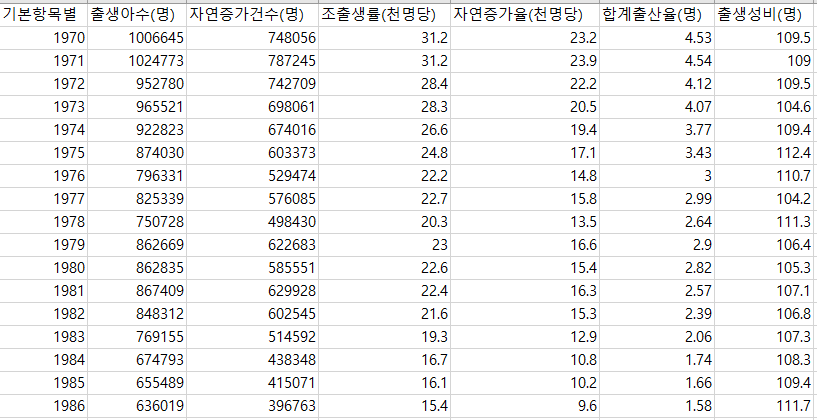 기본항목별 출생아수(명) 자연증가건수(명) 조출생률(천명당) 자연증가율(천명당) 합계출산율(명) 출생성비(명)
1970 1006645 748056 31.2 23.2 4.53 109.5
1971 1024773 787245 31.2 23.9 4.54 109
1972 952780 742709 28.4 22.2 4.12 109.5
1973 965521 698061 28.3 20.5 4.07 104.6
1974 922823 674016 26.6 19.4 3.77 109.4
1975 874030 603373 24.8 17.1 3.43 112.4
1976 796331 529474 22.2 14.8 3 110.7
1977 825339 576085 22.7 15.8 2.99 104.2
1978 750728 498430 20.3 13.5 2.64 111.3
1979 862669 622683 23 16.6 2.9 106.4
1980 862835 585551 22.6 15.4 2.82 105.3
1981 867409 629928 22.4 16.3 2.57 107.1
1982 848312 602545 21.6 15.3 2.39 106.8
1983 769155 514592 19.3 12.9 2.06 107.3
1984 674793 438348 16.7 10.8 1.74 108.3
1985 655489 415071 16.1 10.2 1.66 109.4
1986 636019 396763 15.4 9.6 1.58 111.7